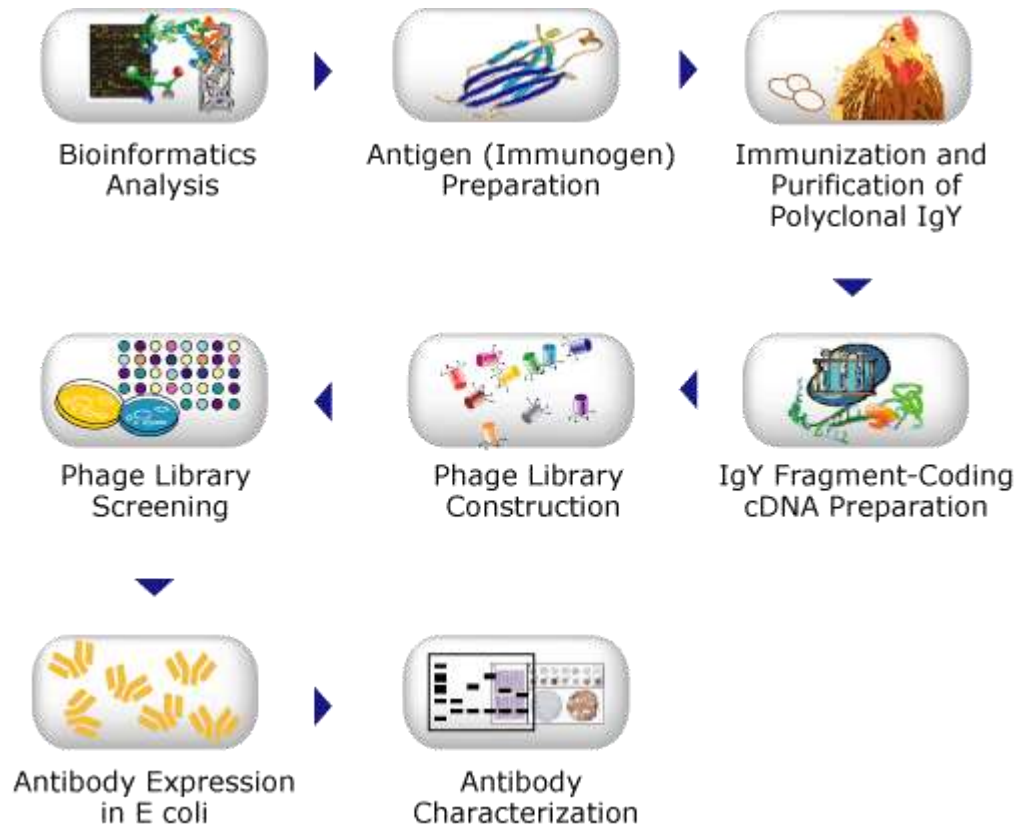 Bioinformatics
Analysis
Antigen (Immunogen)
Preparation
Immunization and
Purification of
Polyclonal IgY
IgY Fragment-Coding
cDNA Preparation
Phage Library
Construction
Phage Library
Screening
Antibody Expression
in E coli
Antibody
Characterization